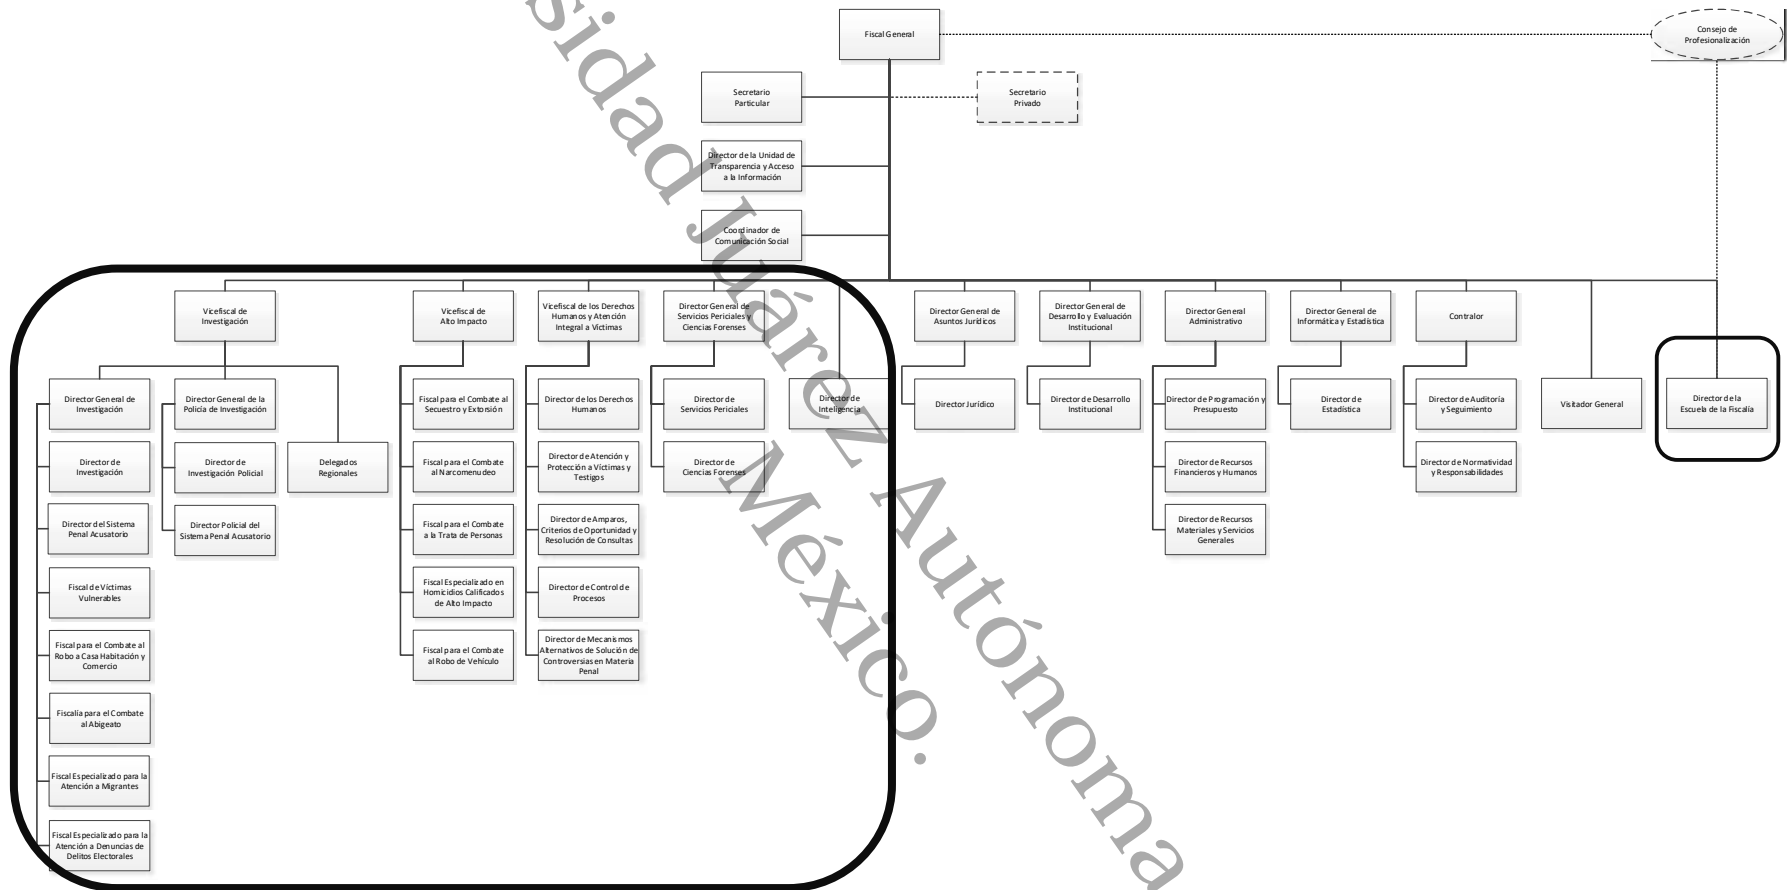 Fiscal General
Consejo de
Profesionalización
Secretario
Particular
Secretario
Privado
Director de la Unidad de
Transparencia y Acceso
a la Información
Coordinador de
Comunicación Social
Vicefiscal de
Investigación
Vicefiscal de
Alto Impacto
Vicefiscal de los Derechos
Humanos y Atención
Integral a Víctimas
Director General de
Servicios Periciales y
Ciencias Forenses
Director General de
Asuntos Jurídicos
Director General de
Desarrollo y Evaluación
Institucional
Director General
Administrativo
Director General de
Informática y Estadística
Contralor
Director General de
Investigación
Director General de la
Policía de Investigación
Fiscal para el Combate al
Secuestro y Extorsión
Director de los Derechos
Humanos
Director de
Servicios Periciales
Director de
Inteligencia
Director Jurídico
Director de Desarrollo
Institucional
Director de Programación y
Presupuesto
Director de
Estadística
Director de Auditoría
y Seguimiento
Visitador General
Director de la
Escuela de la Fiscalía
Director de
Investigación
Director de
Investigación Policial
Delegados
Regionales
Fiscal para el Combate
al Narcomenudeo
Director de Atención y
Protección a Víctimas y
Testigos
Director de
Ciencias Forenses
Director de Recursos
Financieros y Humanos
Director de Normatividad
y Responsabilidades
Director del Sistema
Penal Acusatorio
Director Policial del
Sistema Penal Acusatorio
Fiscal para el Combate
a la Trata de Personas
Director de Amparos,
Criterios de Oportunidad y
Resolución de Consultas
Director de Recursos
Materiales y Servicios
Generales
Fiscal de Víctimas
Vulnerables
Fiscal Especializado en
Homicidios Calificados
de Alto Impacto
Director de Control de
Procesos
Fiscal para el Combate al
Robo a Casa Habitación y
Comercio
Fiscal para el Combate
al Robo de Vehículo
Director de Mecanismos
Alternativos de Solución de
Controversias en Materia
Penal
Fiscalía para el Combate
al Abigeato
Fiscal Especializado para la
Atención a Migrantes
Fiscal Especializado para la
Atención a Denuncias de
Delitos Electorales
sidad Juárez Autónoma
México.